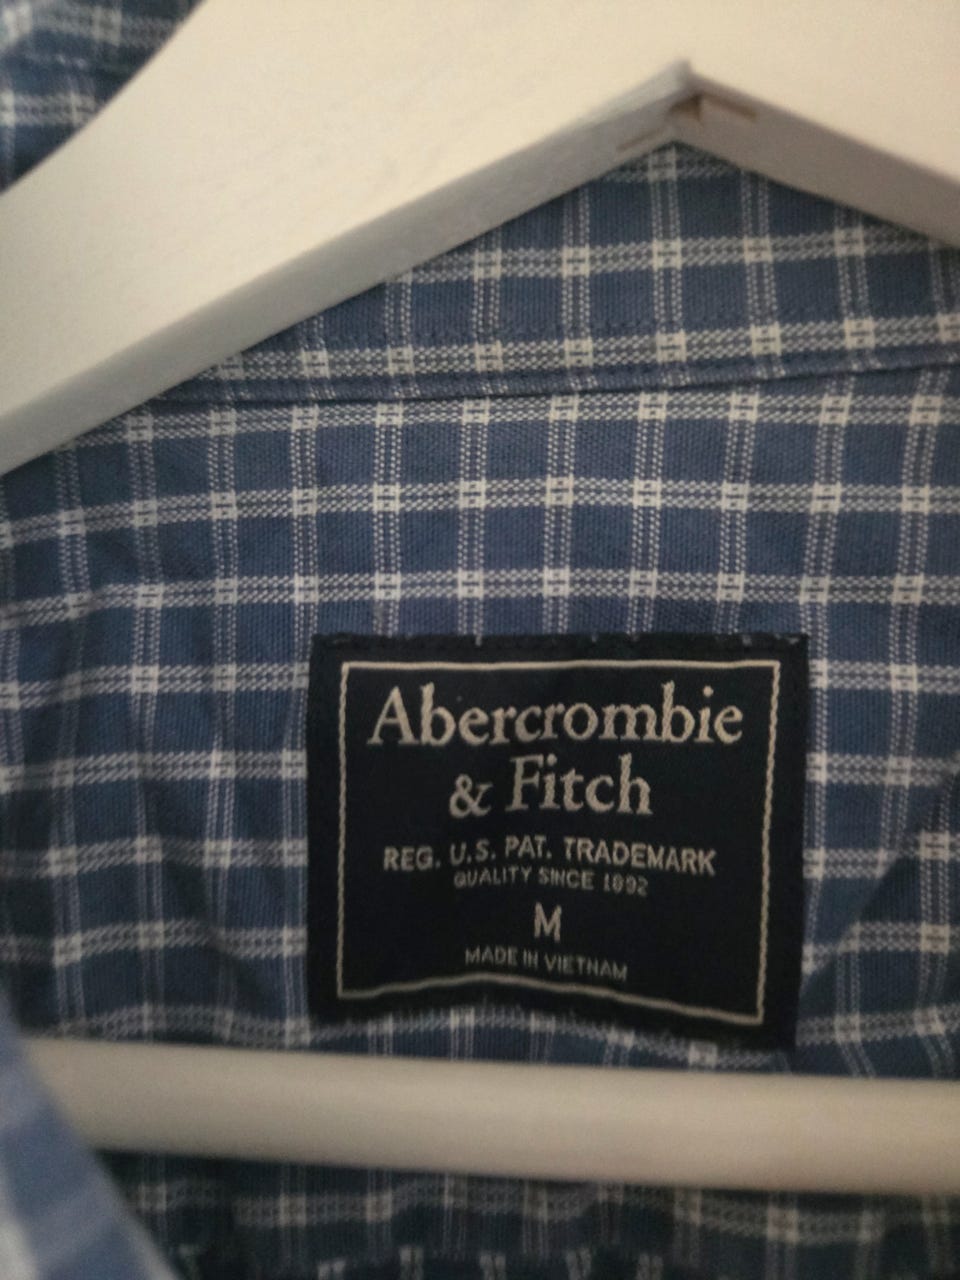 Abercrombie
& Fitch
REG. U.S. PAT. TRADEMARK
QUALITY SINCE 1892
M
MADE IN VIETNAM